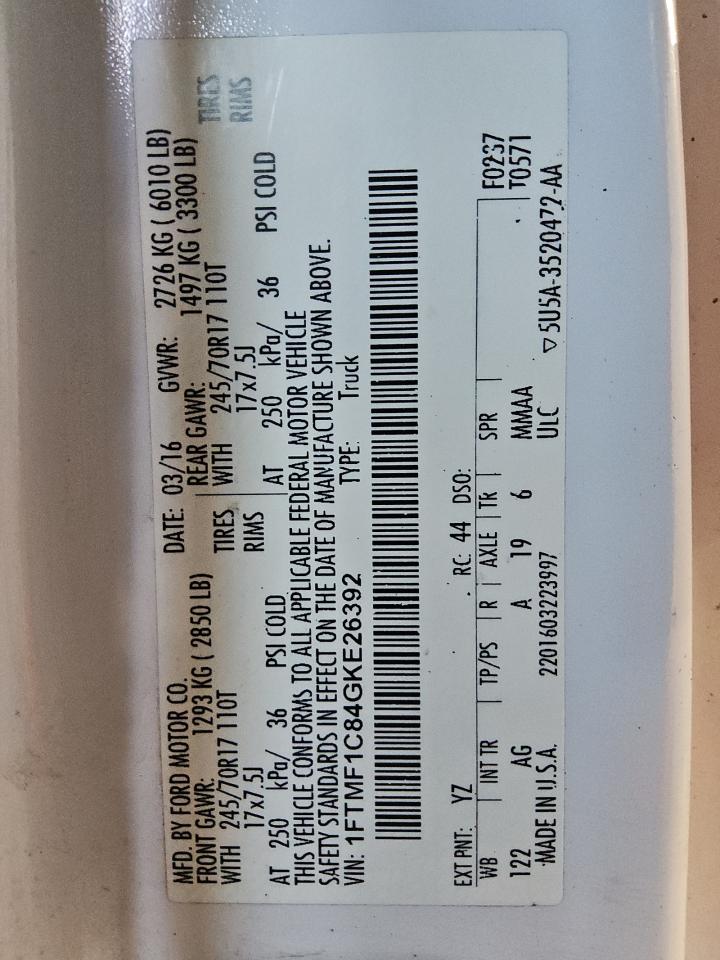 MFD. BY FORD MOTOR CO. DATE: 03/16 GVWR: 2726 KG ( 6010 LB)
FRONT GAWR: 1293 KG ( 2850 LB) REAR GAWR: 1497 KG ( 3300 LB)
WITH 245/70R17 110T TIRES WITH 245/70R17 110T TIRES
17x7.5J RIMS 17x7.5J RIMS
AT 250 kPa/ 36 PSI COLD AT 250 kPa/ 36 PSI COLD
THIS VEHICLE CONFORMS TO ALL APPLICABLE FEDERAL MOTOR VEHICLE
SAFETY STANDARDS IN EFFECT ON THE DATE OF MANUFACTURE SHOWN ABOVE.
VIN: 1FTMF1C84GKE26392 TYPE: Truck
EXT PNT: YZ RC: 44 DSO: F0237
WB INT TR TP/PS R AXLE TR SPR T0571
122 AG A 19 6 MMAA
MADE IN U.S.A. 2201603223997 ULC ▽5U5A-3520472-AA